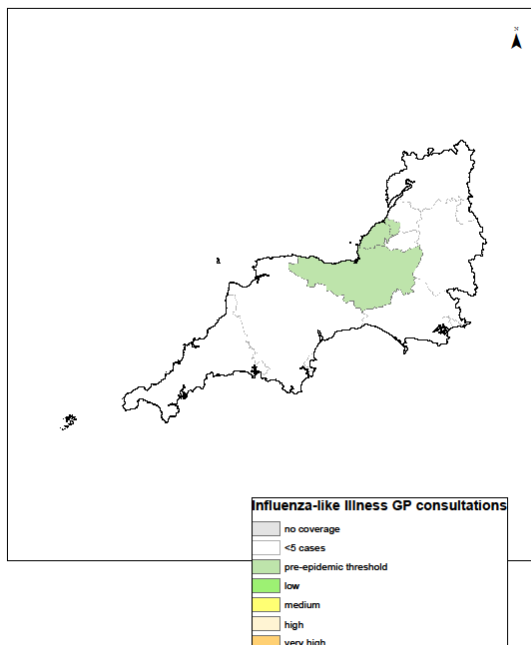 N
Influenza-like Illness GP consultations
no coverage
<5 cases
pre-epidemic threshold
low
medium
high
very high